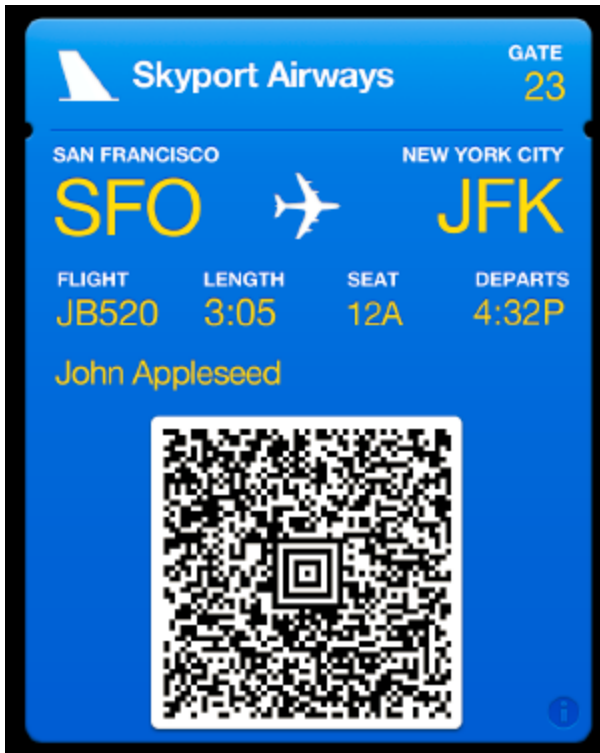 Skyport Airways
GATE
23
SAN FRANCISCO NEW YORK CITY
SFO JFK
FLIGHT LENGTH SEAT DEPARTS
JB520 3:05 12A 4:32P
John Appleseed
i